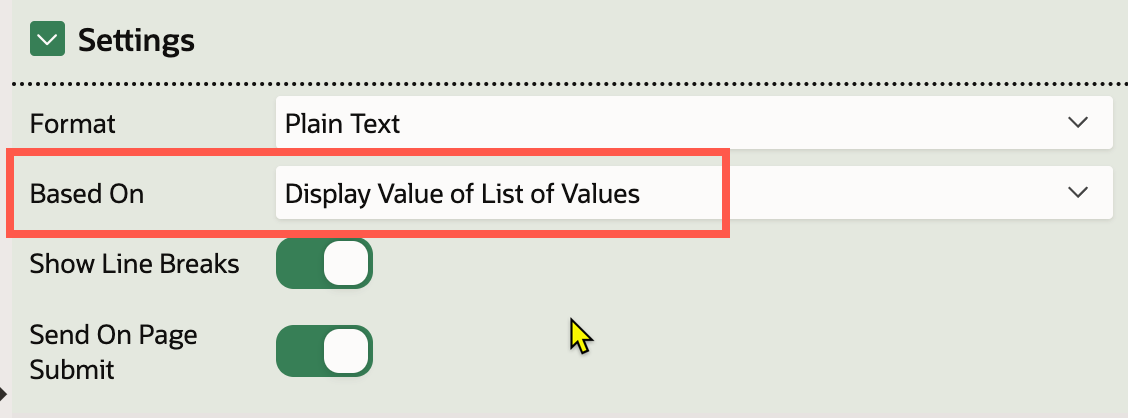 Settings
Format Plain Text
Based On Display Value of List of Values
Show Line Breaks
Send On Page
Submit